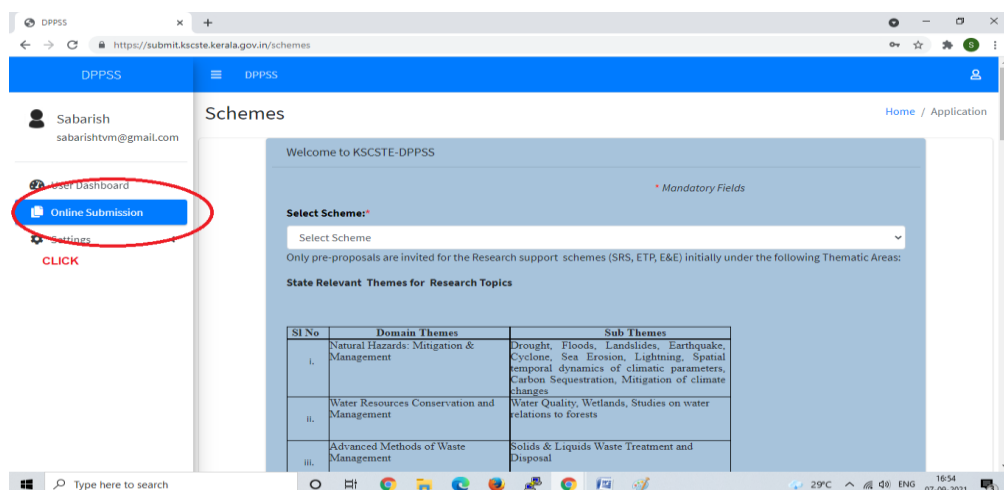 DPPSS
https://submit.kscste.kerala.gov.in/schemes
S
DPPSS
DPPSS
Sabarish
sabarishtvm@gmail.com
Schemes
Home / Application
User Dashboard
Online Submission
Settings
CLICK
Welcome to KSCSTE-DPPSS
* Mandatory Fields
Select Scheme:*
Select Scheme
Only pre-proposals are invited for the Research support schemes (SRS, ETP, E&E) initially under the following Thematic Areas:
State Relevant Themes for Research Topics
Sl No Domain Themes Sub Themes
i. Natural Hazards: Mitigation & Management Drought, Floods, Landslides, Earthquake,
Cyclone, Sea Erosion, Lightning, Spatial
temporal dynamics of climatic parameters,
Carbon Sequestration, Mitigation of climate
changes
ii. Water Resources Conservation and Management Water Quality, Wetlands, Studies on water
relations to forests
iii. Advanced Methods of Waste Management Solids & Liquids Waste Treatment and
Disposal
Type here to search
29°C
ENG
16:54
07-09-2021